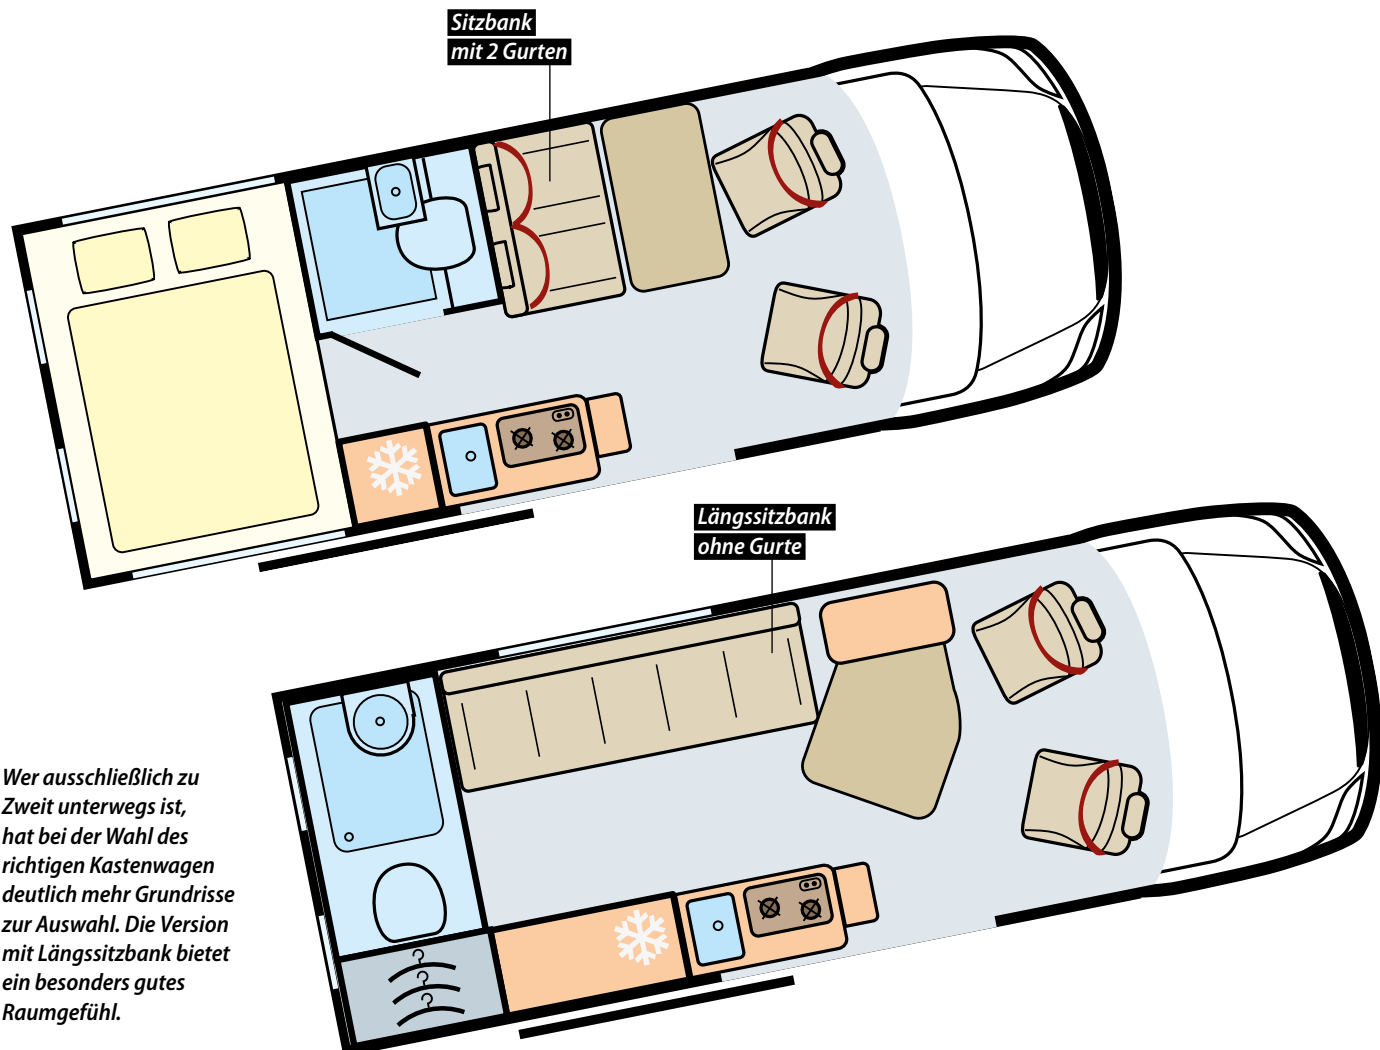 Sitzbank
mit 2 Gurten
Längssitzbank
ohne Gurte
Wer ausschließlich zu
Zweit unterwegs ist,
hat bei der Wahl des
richtigen Kastenwagen
deutlich mehr Grundrisse
zur Auswahl. Die Version
mit Längssitzbank bietet
ein besonders gutes
Raumgefühl.